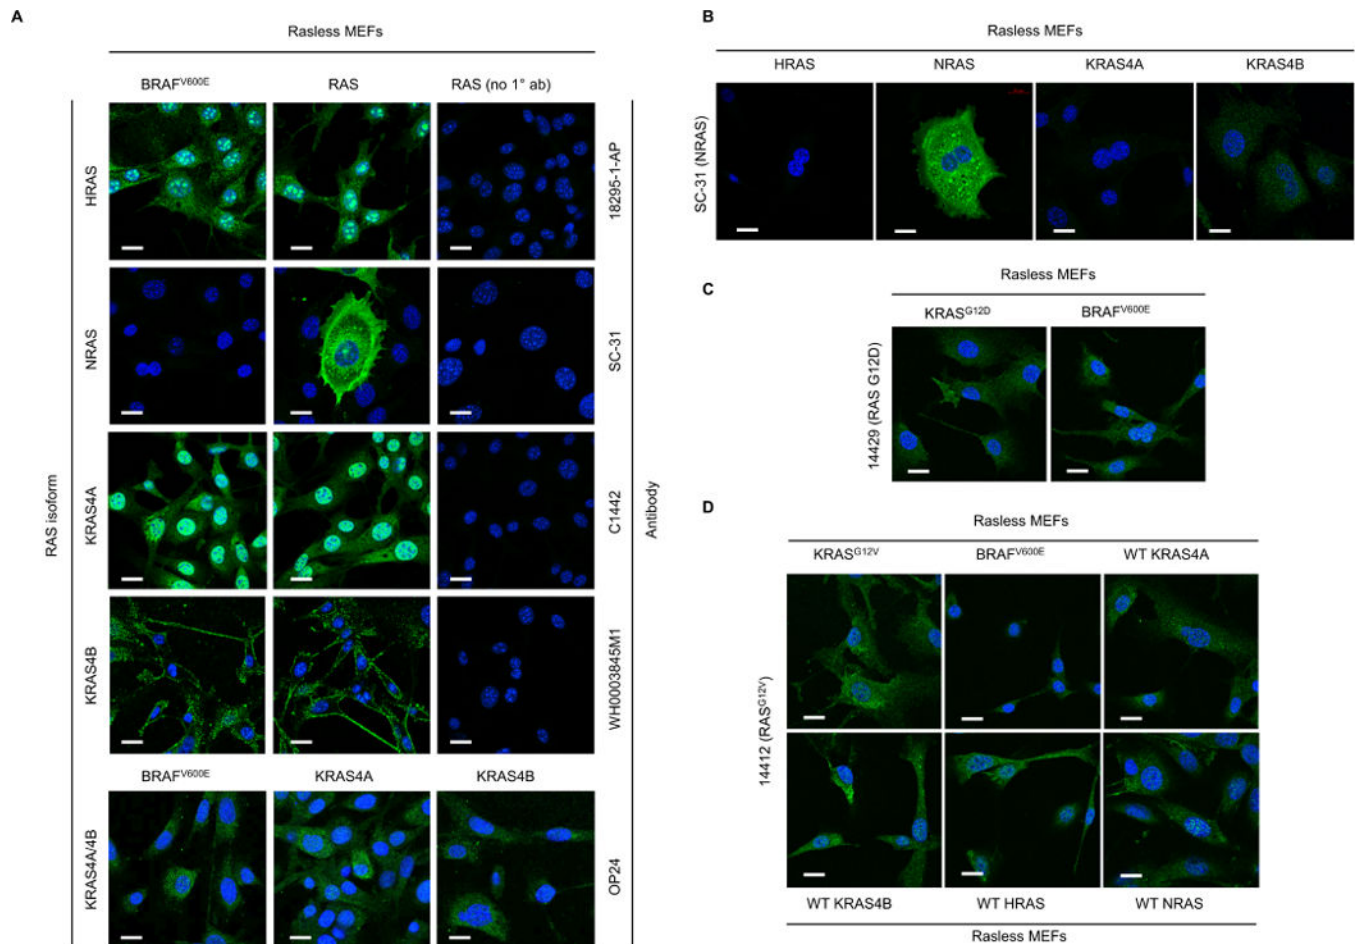 A
Rasless MEFs
BRAFV600E RAS RAS (no 1° ab)
RAS isoform
HRAS
NRAS
KRAS4A
KRAS4B
KRAS4A/4B
18295-1-AP
SC-31
C1442
WH0003845M1
OP24
Antibody
BRAFV600E KRAS4A KRAS4B
B
Rasless MEFs
HRAS NRAS KRAS4A KRAS4B
SC-31 (NRAS)
C
Rasless MEFs
KRASG12D BRAFV600E
14429 (RAS G12D)
D
Rasless MEFs
KRASG12V BRAFV600E WT KRAS4A
14412 (RASG12V)
WT KRAS4B WT HRAS WT NRAS
Rasless MEFs